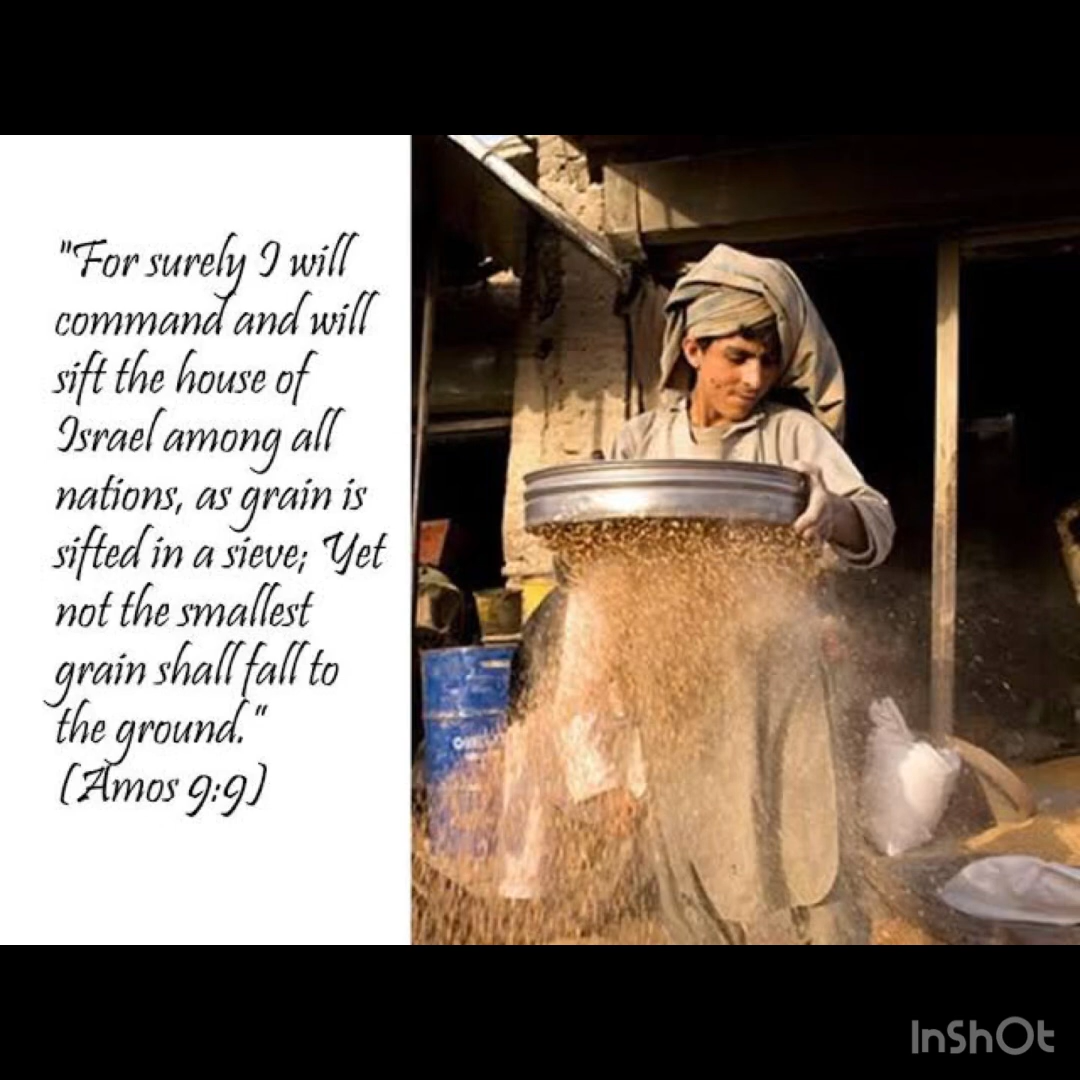 "For surely I will
command and will
sift the house of
Israel among all
nations, as grain is
sifted in a sieve; Yet
not the smallest
grain shall fall to
the ground."
(Amos 9:9)
InShOt